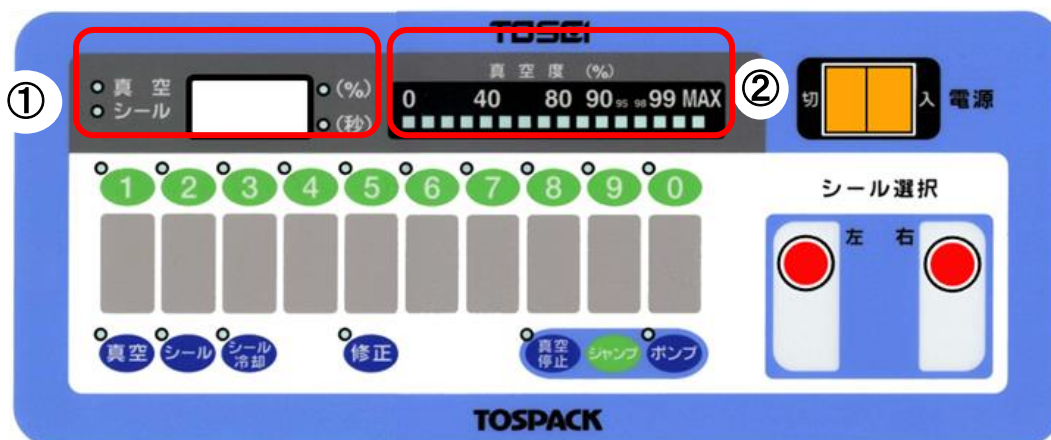 TOSEI
① 真空 (%)
シール (秒)
真空度 (%)
0 40 80 90 95 98 99 MAX
②
切 入 電源
1 2 3 4 5 6 7 8 9 0
シール選択
左 右
真空 シール シール冷却 修正 真空停止 ジャンプ ポンプ
TOSPACK